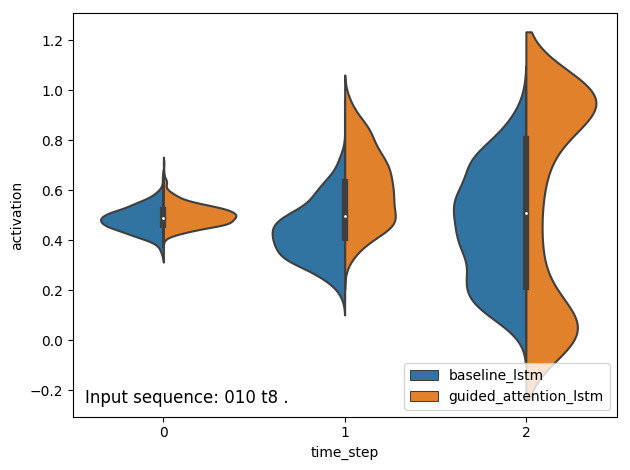 1.2
1.0
0.8
0.6
0.4
0.2
0.0
−0.2
activation
Input sequence: 010 t8 .
baseline_lstm
guided_attention_lstm
0 1 2
time_step